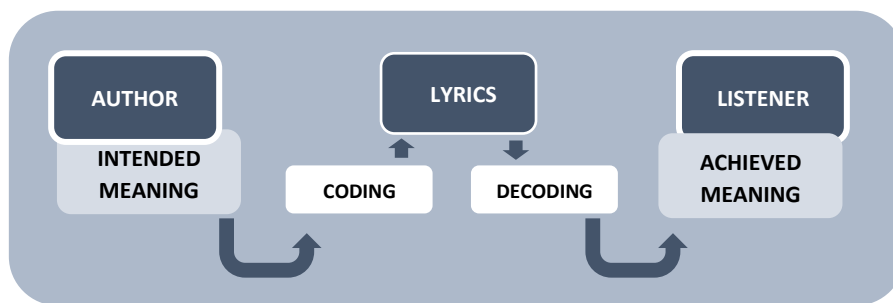 AUTHOR
INTENDED
MEANING
CODING
LYRICS
DECODING
LISTENER
ACHIEVED
MEANING